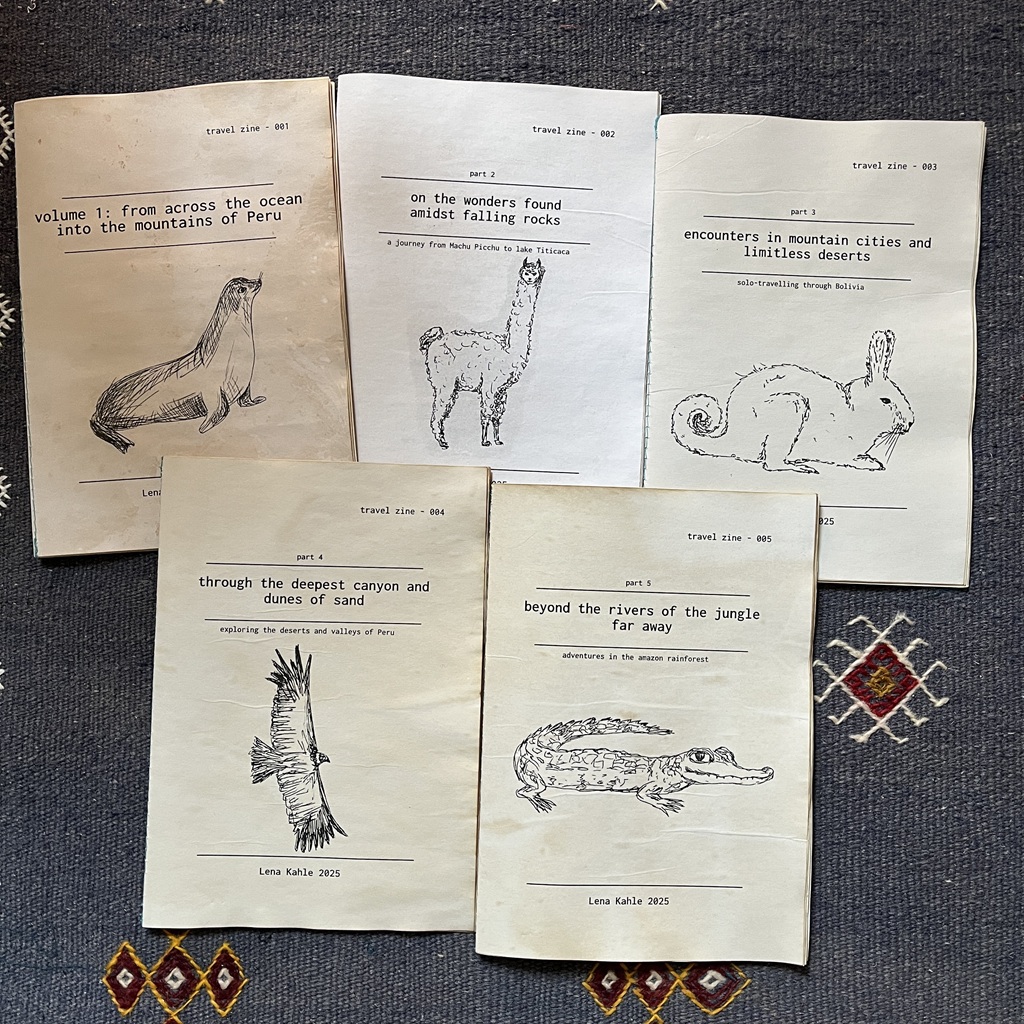 travel zine - 001
volume 1: from across the ocean
into the mountains of Peru
Lena
travel zine - 002
part 2
on the wonders found
amidst falling rocks
a journey from Machu Picchu to lake Titicaca
travel zine - 003
part 3
encounters in mountain cities and
limitless deserts
solo-travelling through Bolivia
025
travel zine - 004
part 4
through the deepest canyon and
dunes of sand
exploring the deserts and valleys of Peru
Lena Kahle 2025
travel zine - 005
part 5
beyond the rivers of the jungle
far away
adventures in the amazon rainforest
Lena Kahle 2025